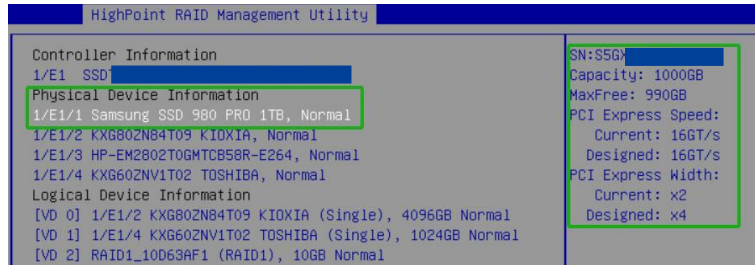 HighPoint RAID Management Utility
Controller Information
1/E1 SSD
Physical Device Information
1/E1/1 Samsung SSD 980 PRO 1TB, Normal
1/E1/2 KXG80ZN84T09 KIOXIA, Normal
1/E1/3 HP-EM2802T0GMTCB58R-E264, Normal
1/E1/4 KXG60ZNV1T02 TOSHIBA, Normal
Logical Device Information
[VD 0] 1/E1/2 KXG80ZN84T09 KIOXIA (Single), 4096GB Normal
[VD 1] 1/E1/4 KXG60ZNV1T02 TOSHIBA (Single), 1024GB Normal
[VD 2] RAID1_10D63AF1 (RAID1), 10GB Normal
SN:S5GX
Capacity: 1000GB
MaxFree: 990GB
PCI Express Speed:
Current: 16GT/s
Designed: 16GT/s
PCI Express Width:
Current: x2
Designed: x4